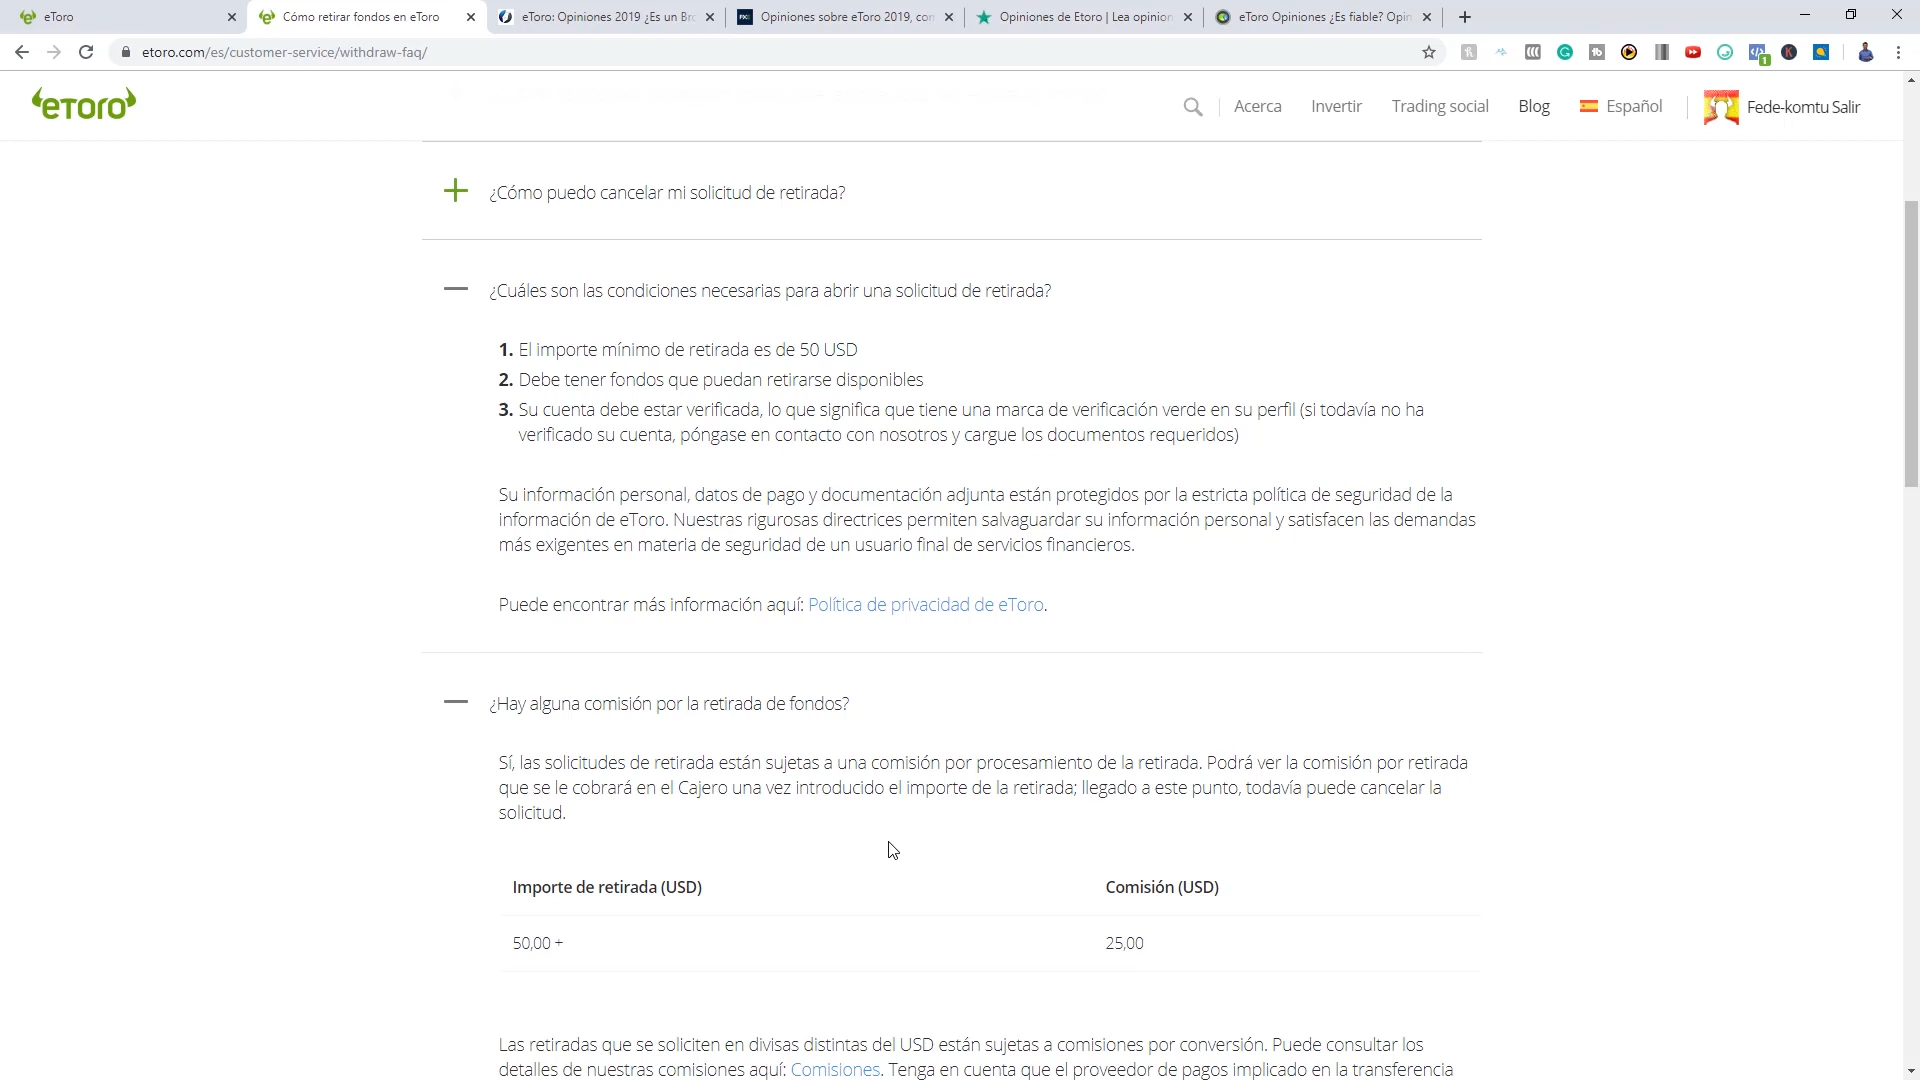 eToro
Cómo retirar fondos en eToro
eToro: Opiniones 2019 ¿Es un Br
Opiniones sobre eToro 2019, com
Opiniones de Etoro | Lea opinion
eToro Opiniones ¿Es fiable? Opin
etoro.com/es/customer-service/withdraw-faq/
eToro
Acerca
Invertir
Trading social
Blog
Español
Fede-komtu Salir
¿Cómo puedo cancelar mi solicitud de retirada?
¿Cuáles son las condiciones necesarias para abrir una solicitud de retirada?
1. El importe mínimo de retirada es de 50 USD
2. Debe tener fondos que puedan retirarse disponibles
3. Su cuenta debe estar verificada, lo que significa que tiene una marca de verificación verde en su perfil (si todavía no ha
verificado su cuenta, póngase en contacto con nosotros y cargue los documentos requeridos)
Su información personal, datos de pago y documentación adjunta están protegidos por la estricta política de seguridad de la
información de eToro. Nuestras rigurosas directrices permiten salvaguardar su información personal y satisfacen las demandas
más exigentes en materia de seguridad de un usuario final de servicios financieros.
Puede encontrar más información aquí: Política de privacidad de eToro.
¿Hay alguna comisión por la retirada de fondos?
Sí, las solicitudes de retirada están sujetas a una comisión por procesamiento de la retirada. Podrá ver la comisión por retirada
que se le cobrará en el Cajero una vez introducido el importe de la retirada; llegado a este punto, todavía puede cancelar la
solicitud.
Importe de retirada (USD) Comisión (USD)
50,00 + 25,00
Las retiradas que se soliciten en divisas distintas del USD están sujetas a comisiones por conversión. Puede consultar los
detalles de nuestras comisiones aquí: Comisiones. Tenga en cuenta que el proveedor de pagos implicado en la transferencia